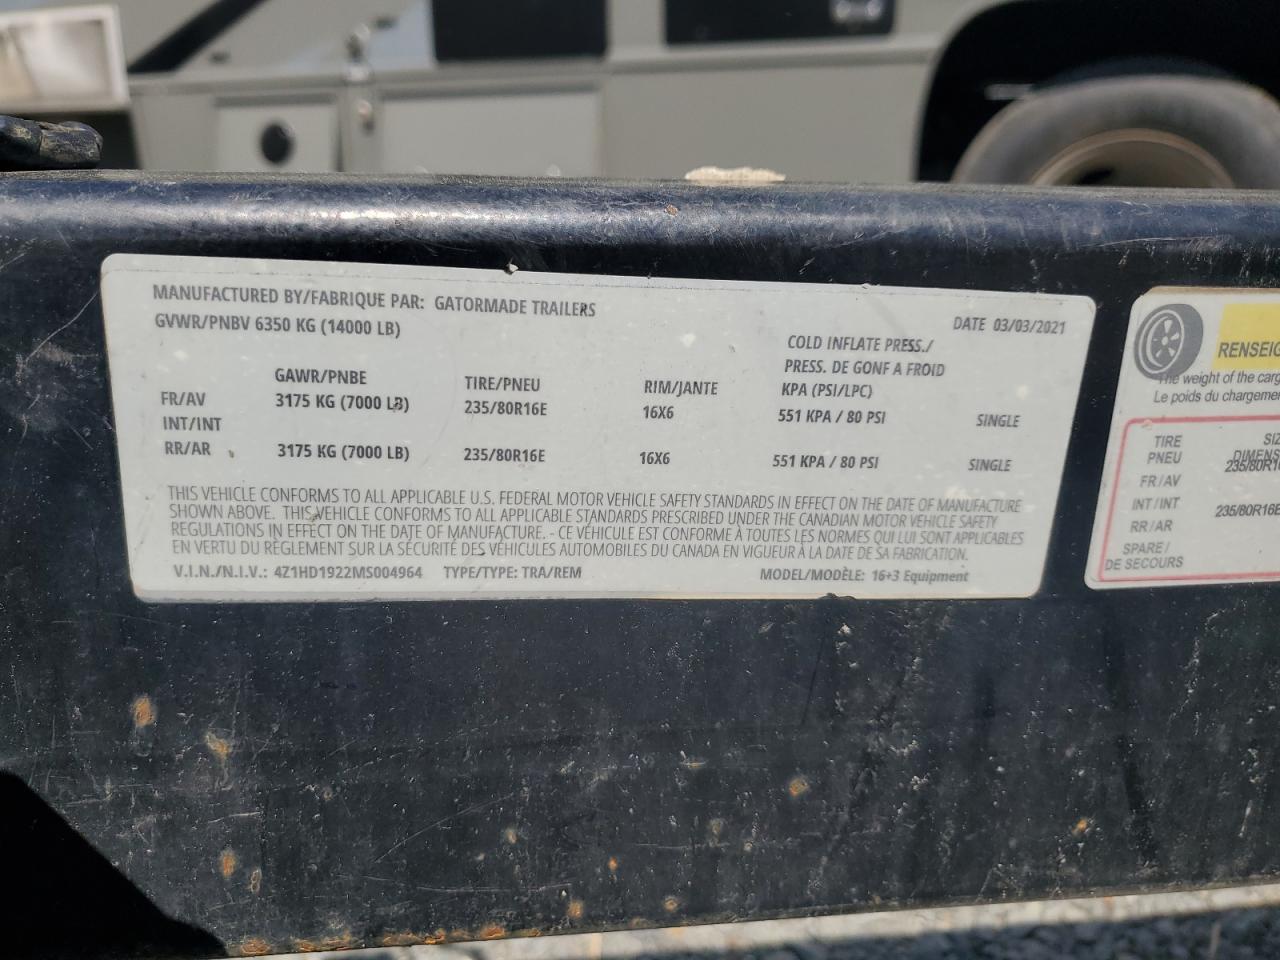 MANUFACTURED BY/FABRIQUE PAR: GATORMADE TRAILERS
GVWR/PNBV 6350 KG (14000 LB)
DATE 03/03/2021
COLD INFLATE PRESS./
PRESS. DE GONF A FROID
GAWR/PNBE TIRE/PNEU RIM/JANTE KPA (PSI/LPC)
FR/AV 3175 KG (7000 LB) 235/80R16E 16X6 551 KPA / 80 PSI SINGLE
INT/INT
RR/AR 3175 KG (7000 LB) 235/80R16E 16X6 551 KPA / 80 PSI SINGLE
THIS VEHICLE CONFORMS TO ALL APPLICABLE U.S. FEDERAL MOTOR VEHICLE SAFETY STANDARDS IN EFFECT ON THE DATE OF MANUFACTURE
SHOWN ABOVE. THIS VEHICLE CONFORMS TO ALL APPLICABLE STANDARDS PRESCRIBED UNDER THE CANADIAN MOTOR VEHICLE SAFETY
REGULATIONS IN EFFECT ON THE DATE OF MANUFACTURE. - CE VÉHICULE EST CONFORME À TOUTES LES NORMES QUI LUI SONT APPLICABLES
EN VERTU DU RÈGLEMENT SUR LA SÉCURITÉ DES VÉHICULES AUTOMOBILES DU CANADA EN VIGUEUR À LA DATE DE SA FABRICATION.
V.I.N./N.I.V.: 4Z1HD1922MS004964 TYPE/TYPE: TRA/REM MODEL/MODÈLE: 16+3 Equipment
RENSEIG
The weight of the carg
Le poids du chargemen
TIRE SIZ
PNEU DIMENS
FR/AV 235/80R16
INT/INT 235/80R16E
RR/AR
SPARE/
DE SECOURS